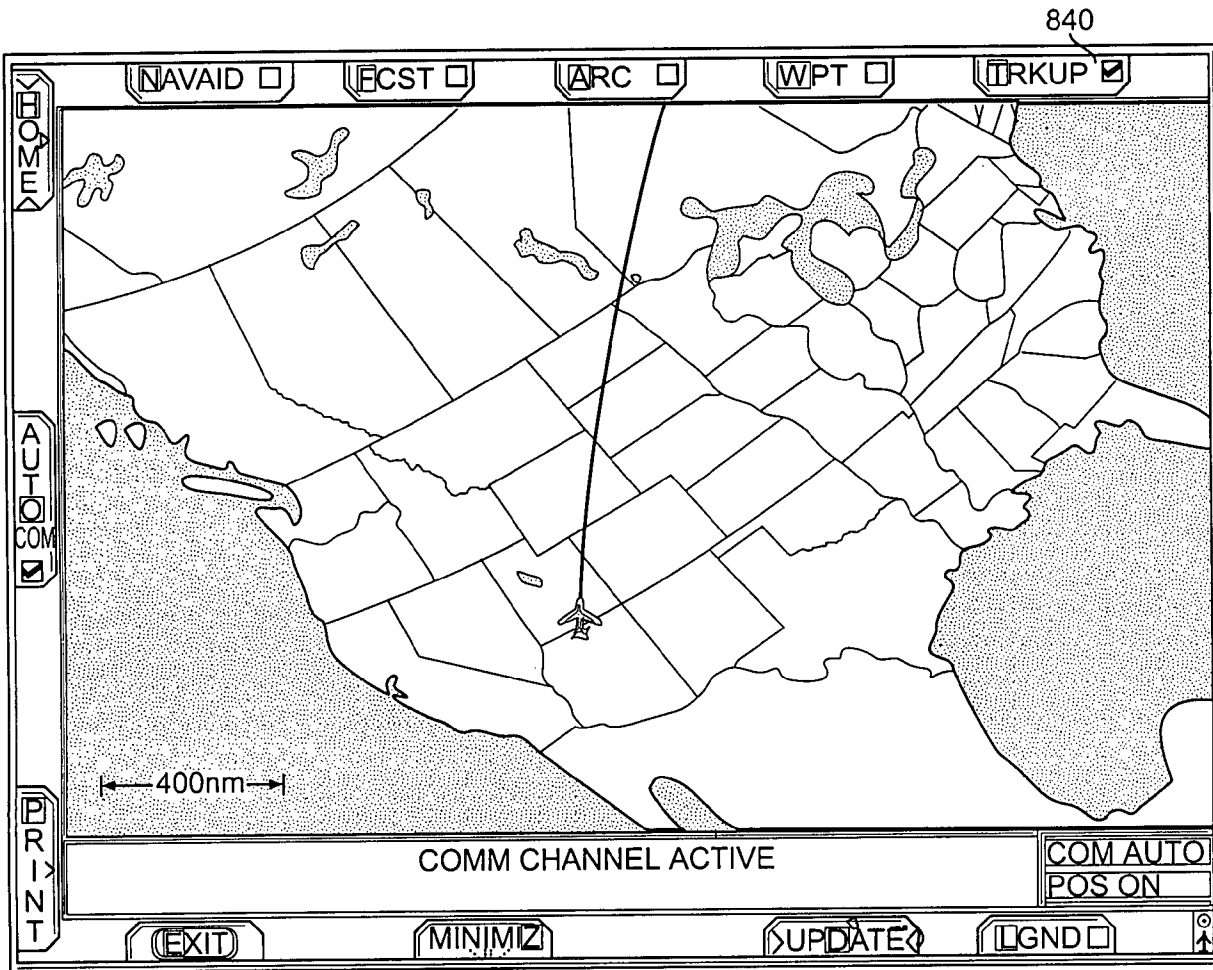 840
NAVAID FCST ARC WPT TRKUP
HOME
AUTO
COM
400nm
PRINT
COMM CHANNEL ACTIVE
COM AUTO
POS ON
EXIT MINIMIZ UPDATE LGND